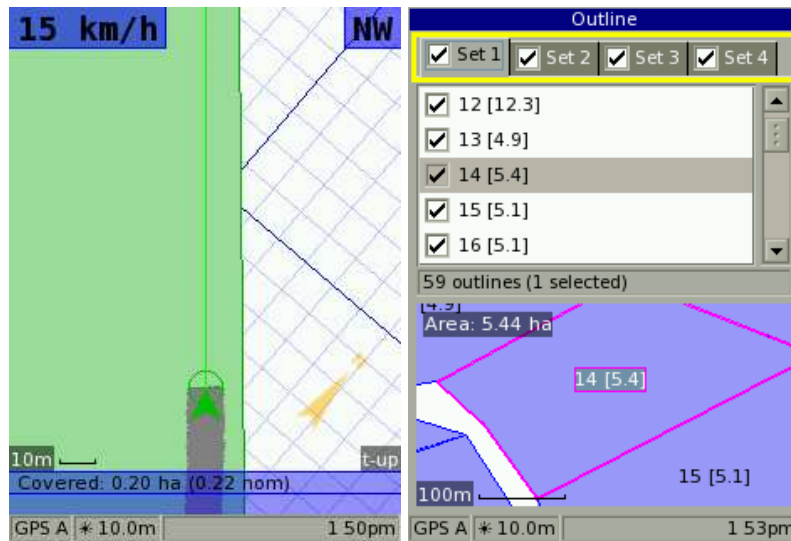 15 km/h NW
10m t-up
Covered: 0.20 ha (0.22 nom)
GPS A 10.0m 1 50pm
Outline
Set 1 Set 2 Set 3 Set 4
12 [12.3]
13 [4.9]
14 [5.4]
15 [5.1]
16 [5.1]
59 outlines (1 selected)
[4.9]
Area: 5.44 ha
14 [5.4]
15 [5.1]
100m
GPS A 10.0m 1 53pm